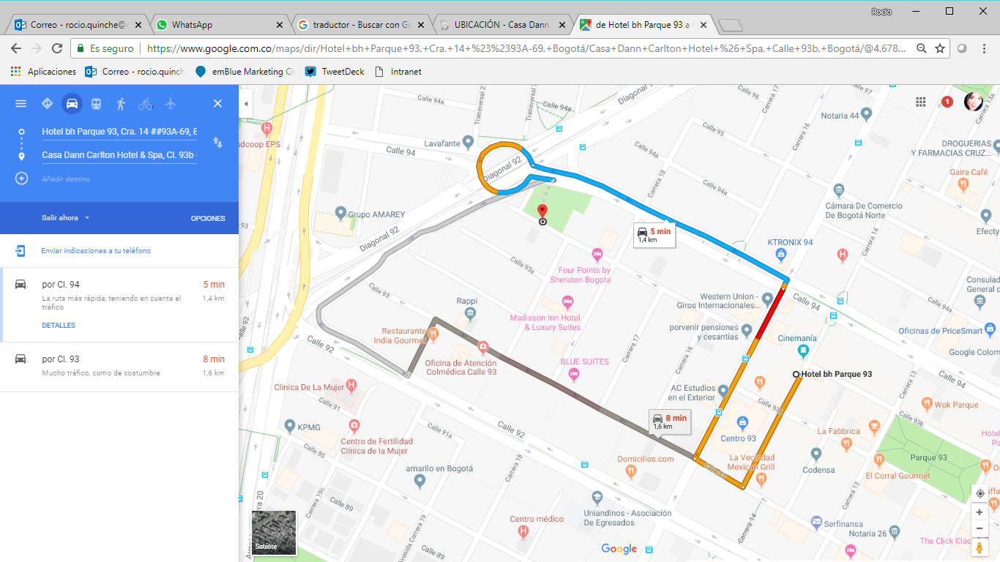 Rocio
Correo - rocio.quinche@
WhatsApp
traductor - Buscar con Go
UBICACIÓN - Casa Dann
de Hotel bh Parque 93 a
Es seguro
https://www.google.com.co/maps/dir/Hotel+bh+Parque+93,+Cra.+14+%23%2393A-69,+Bogotá/Casa+Dann+Carlton+Hotel+%26+Spa,+Calle+93b,+Bogotá/@4.678...
Aplicaciones
Correo - rocio.quinch
emBlue Marketing Cl
TweetDeck
Intranet
Hotel bh Parque 93, Cra. 14 ##93A-69, B
Casa Dann Carlton Hotel & Spa, Cl. 93b
Añadir destino
Salir ahora
OPCIONES
Enviar indicaciones a tu teléfono
por Cl. 94
5 min
La ruta más rápida, teniendo en cuenta el
tráfico
1,4 km
DETALLES
por Cl. 93
8 min
Mucho tráfico, como de costumbre
1,6 km
Satélite
Calle 94a
Transversal 21
Transversal 22
Calle 94a
Diagonal 92
Carrera 17
Calle 97
Carrera 16
Notaria 44
Calle 96
Carrera 13a
1
udcoop EPS
Lavafante
Calle 94
Diagonal 92
Calle 95
Calle 94a
Carrera 18
Calle 94a
DROGUERIAS
Y FARMACIAS CRUZ...
Gaira Café
Cámara De Comercio
De Bogotá Norte
Efecty
Grupo AMAREY
Diagonal 92
5 min
1,4 km
KTRONIX 94
Calle 93a
Four Points by
Sheraton Bogota
Consulad
General d
Calle 93
Rappi
Western Union -
Giros Internacionales...
Calle 94
Madisson Inn Hotel
& Luxury Suites
porvenir pensiones
y cesantias
Oficinas de PriceSmart
Restaurante
India Gourmet
Calle 92
Carrera 17
Carrera 16
Cinemanía
Google Colom
Oficina de Atención
Colmédica Calle 93
BLUE SUITES
Hotel bh Parque 93
Carrera 13
Calle 94
Clinica De La Mujer
AC Estudios
en el Exterior
Calle 93a
Wok Parque
Calle 91
KPMG
Calle 92
8 min
1,6 km
Calle 93b
Centro de Fertilidad
Clínica de la Mujer
Calle 91a
Centro 93
La Fabbrica
Hotel
Calle 90
Carrera 18
Domicilios.com
La Vecindad
Mexican Grill
Calle 93
Codensa
Parque 93
El Corral Gourmet
amarilo en Bogotá
Carrera 19c
Calle 89
Carrera 20
Calle 89
Carrera 19
Uniandinos - Asociación
De Egresados
Carrera 14
Centro médico
Serfinansa
Notaria 26
The Click Clac
Google